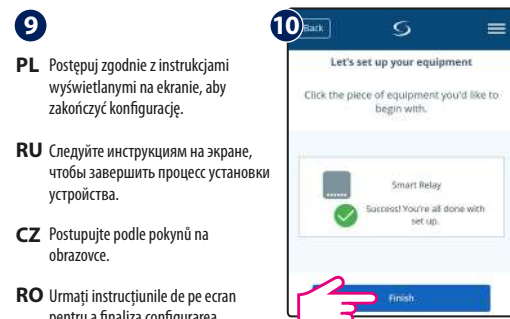 9
PL Postępuj zgodnie z instrukcjami
wyświetlanymi na ekranie, aby
zakończyć konfigurację.
RU Следуйте инструкциям на экране,
чтобы завершить процесс установки
устройства.
CZ Postupujte podle pokynů na
obrazovce.
RO Urmați instrucțiunile de pe ecran
pentru a finaliza configurarea
10
Back
Let's set up your equipment
Click the piece of equipment you'd like to
begin with.
Smart Relay
Success! You're all done with
set up.
Finish